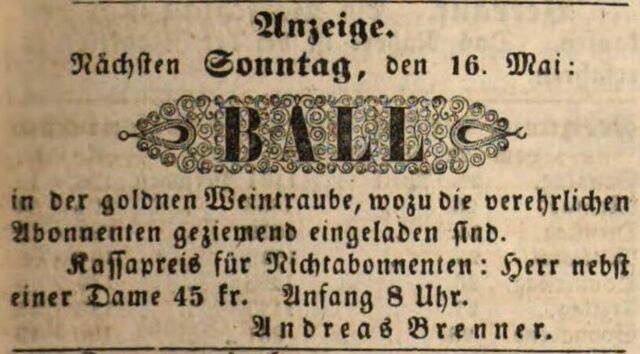 Anzeige.
Nächsten Sonntag, den 16. Mai:
BALL
in der goldnen Weintraube, wozu die verehrlichen
Abonnenten geziemend eingeladen sind.
Kassapreis für Nichtabonnenten: Herr nebst
einer Dame 45 kr. Anfang 8 Uhr.
Andreas Brenner.